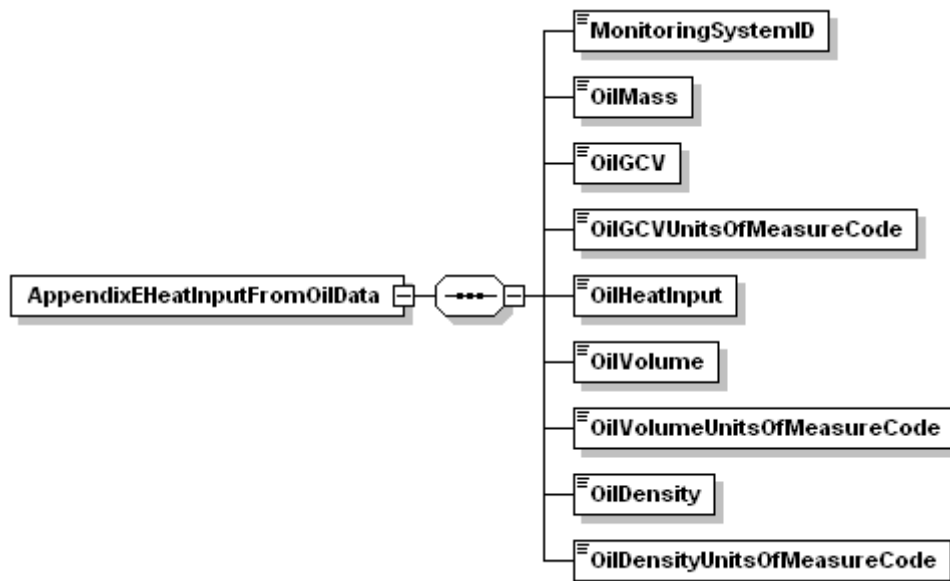 MonitoringSystemID
OilMass
OilGCV
OilGCVUnitsOfMeasureCode
AppendixEHeatInputFromOilData
OilHeatInput
OilVolume
OilVolumeUnitsOfMeasureCode
OilDensity
OilDensityUnitsOfMeasureCode